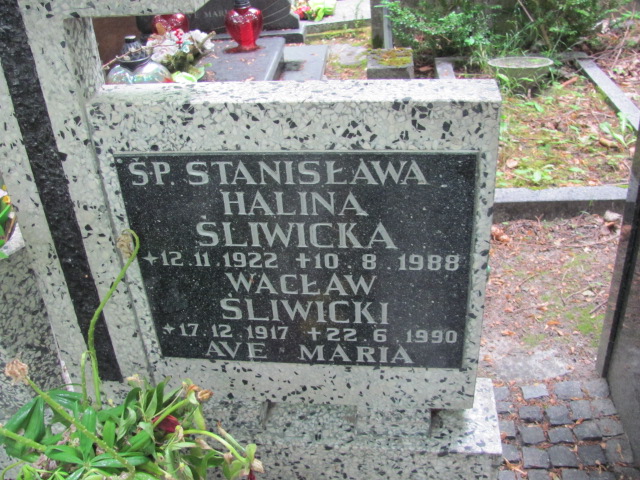 ŚP. STANISŁAWA
HALINA
ŚLIWICKA
*12.11.1922 +10.8.1988
WACŁAW
ŚLIWICKI
*17.12.1917 +22.6.1990
AVE MARIA